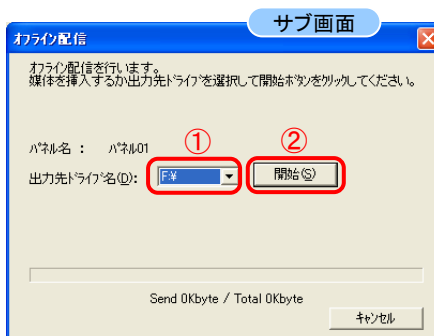 サブ画面
オフライン配信
オフライン配信を行います。
媒体を挿入するか出力先ドライブを選択して開始ボタンをクリックしてください。
① ②
パネル名： パネル01
出力先ドライブ名(D): F:¥ 開始(S)
Send 0Kbyte / Total 0Kbyte
キャンセル